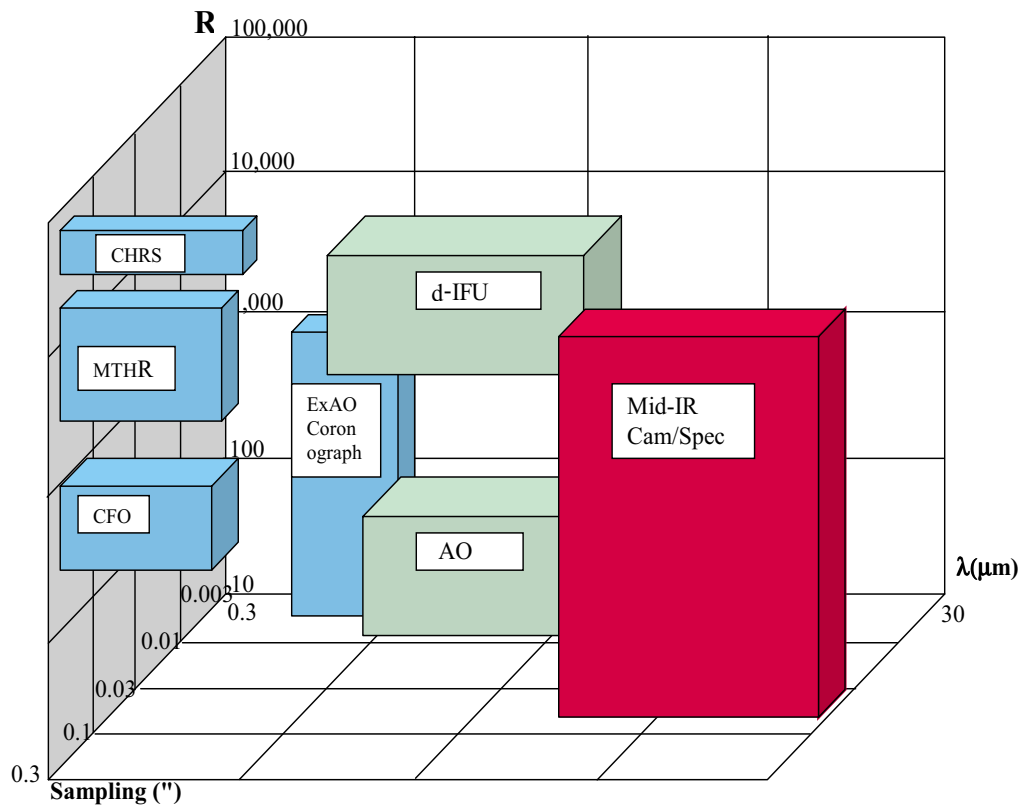 R
100,000
10,000
CHRS
d-IFU
,000
MTHR
ExAO
Coron
ograph
Mid-IR
Cam/Spec
100
CFO
AO
λ(μm)
10
0.003
0.3
30
0.01
0.03
0.1
0.3
Sampling (")